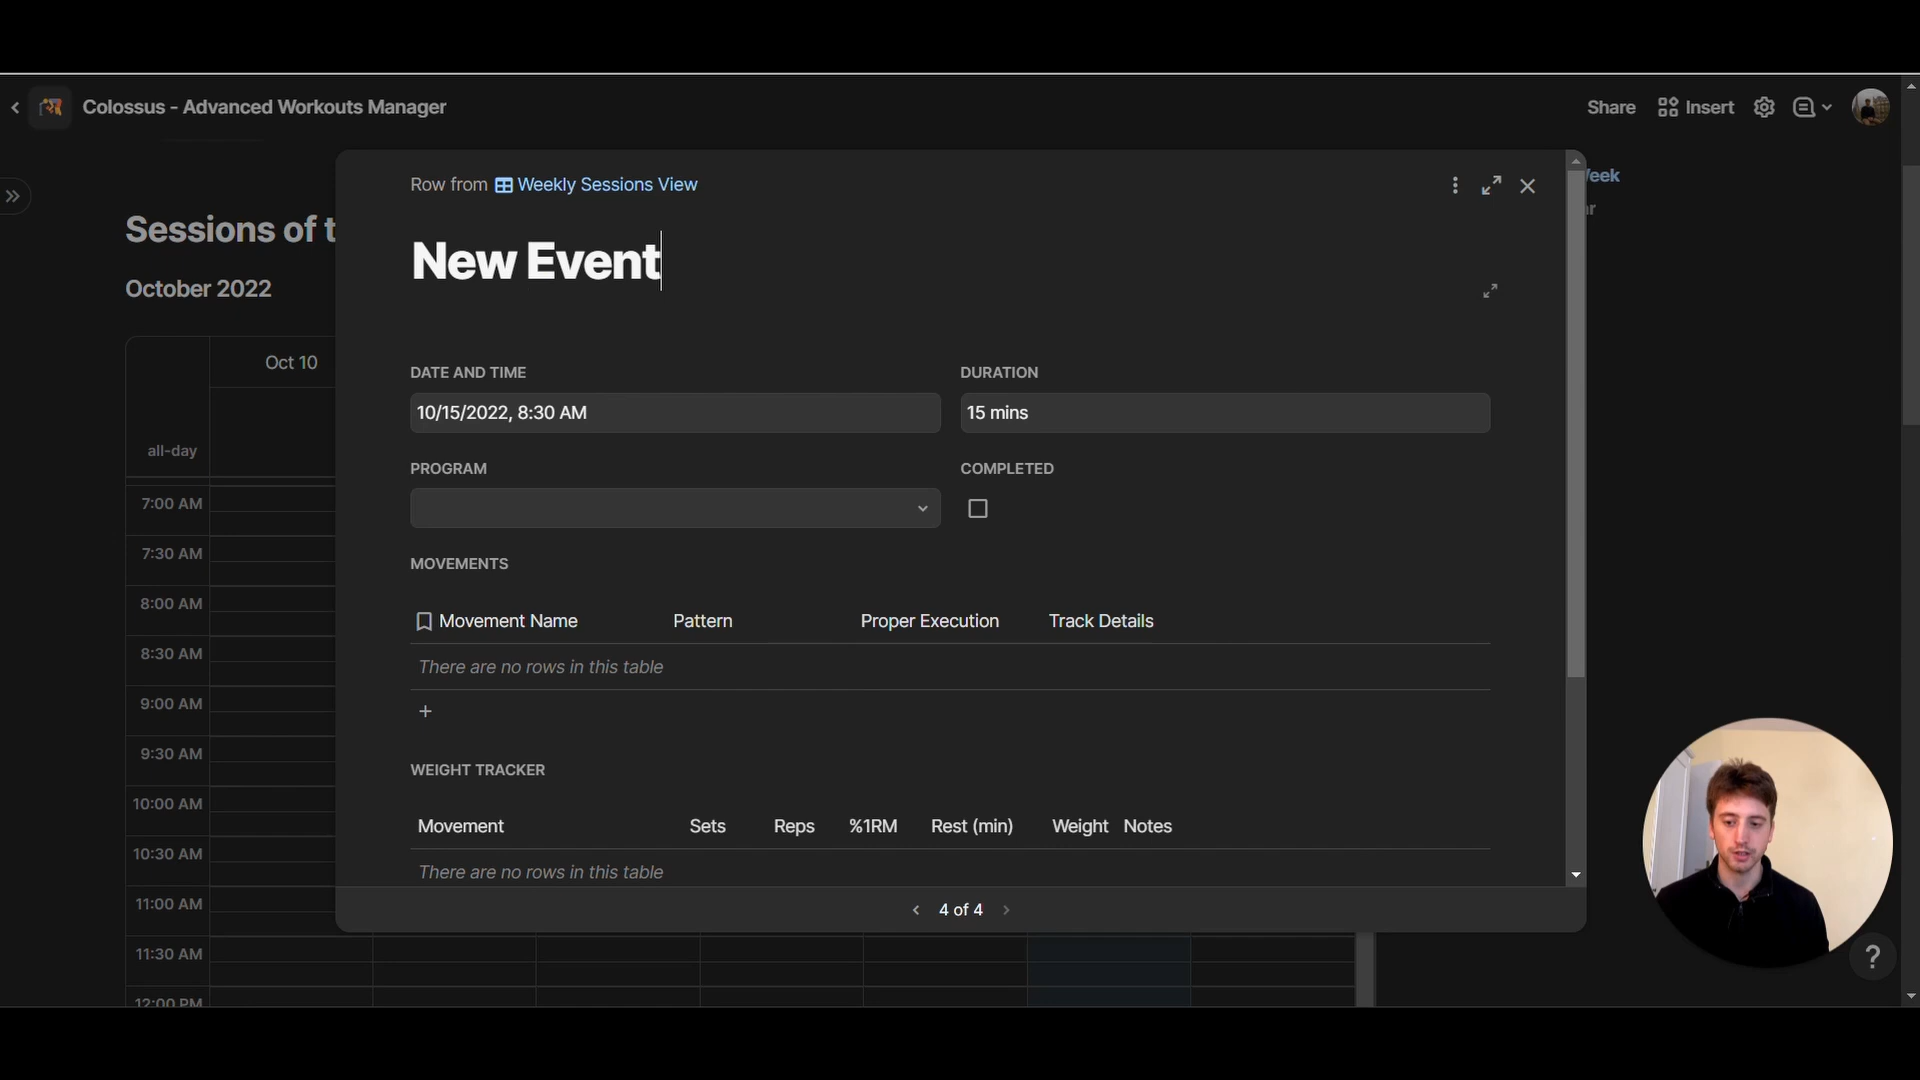 Colossus - Advanced Workouts Manager
Share
Insert
Row from Weekly Sessions View
eek
Sessions of t
New Event
October 2022
DATE AND TIME
DURATION
Oct 10
10/15/2022, 8:30 AM
15 mins
all-day
PROGRAM
COMPLETED
7:00 AM
7:30 AM
MOVEMENTS
8:00 AM
Movement Name
Pattern
Proper Execution
Track Details
8:30 AM
There are no rows in this table
9:00 AM
+
9:30 AM
WEIGHT TRACKER
10:00 AM
Movement
Sets
Reps
%1RM
Rest (min)
Weight
Notes
10:30 AM
There are no rows in this table
11:00 AM
4 of 4
11:30 AM
?
12:00 PM